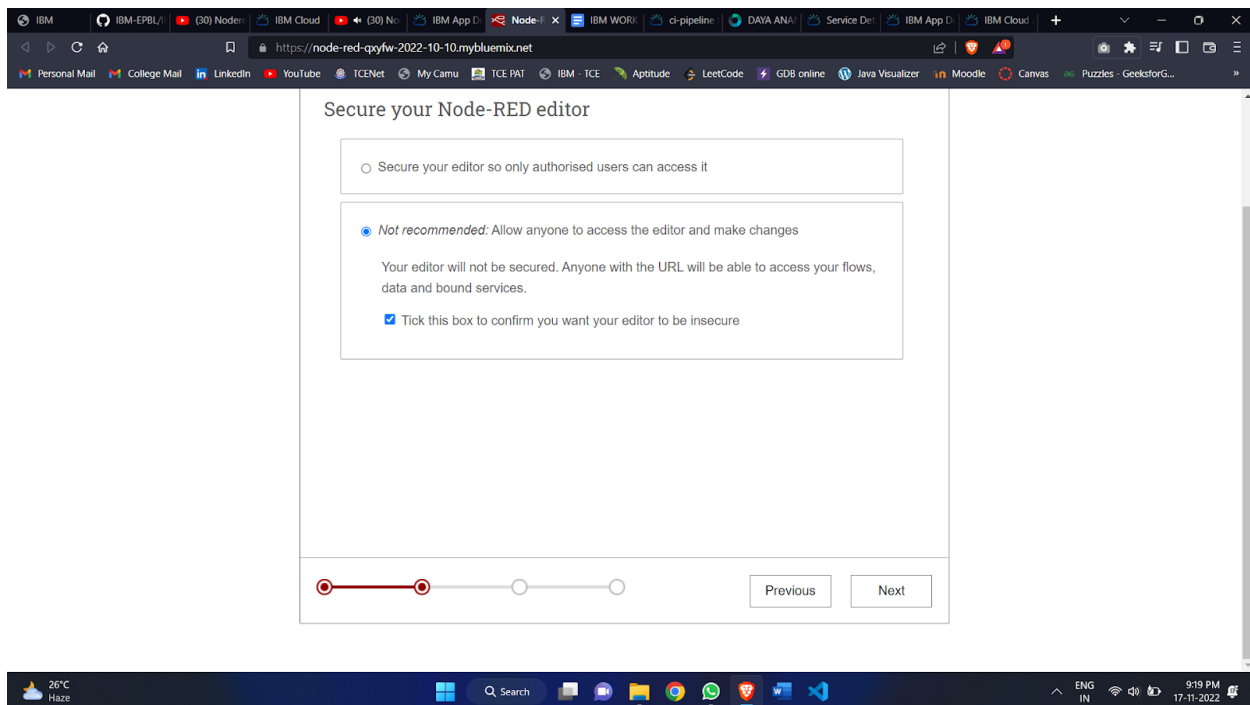 IBM
IBM-EPBL/I
(30) Noderr
IBM Cloud
(30) No
IBM App D
Node-R
IBM WORK
ci-pipeline
DAYA ANA
Service Det
IBM App D
IBM Cloud
https://node-red-qxyfw-2022-10-10.mybluemix.net
Personal Mail
College Mail
LinkedIn
YouTube
TCENet
My Camu
TCE PAT
IBM - TCE
Aptitude
LeetCode
GDB online
Java Visualizer
Moodle
Canvas
Puzzles - GeeksforG...
Secure your Node-RED editor
Secure your editor so only authorised users can access it
Not recommended: Allow anyone to access the editor and make changes
Your editor will not be secured. Anyone with the URL will be able to access your flows,
data and bound services.
Tick this box to confirm you want your editor to be insecure
Previous
Next
26°C
Haze
Search
ENG
IN
9:19 PM
17-11-2022